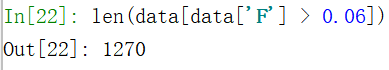 In[22]: len(data[data['F'] > 0.06])
Out[22]: 1270